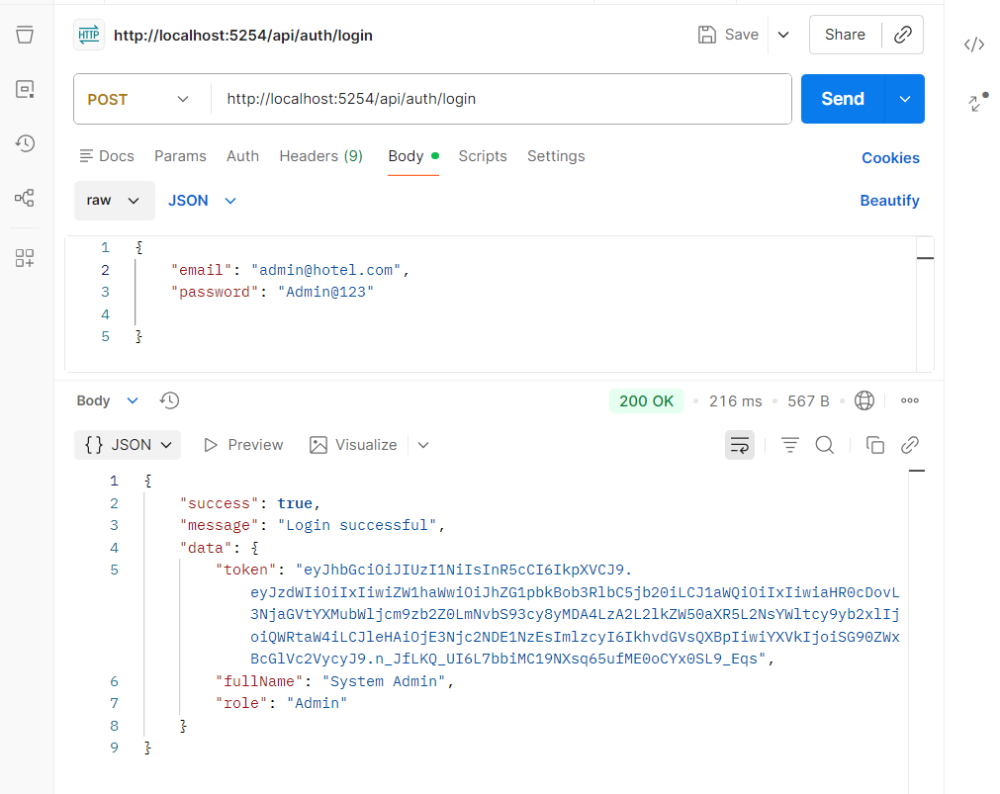 HTTP http://localhost:5254/api/auth/login Save Share
POST http://localhost:5254/api/auth/login Send
Docs Params Auth Headers (9) Body Scripts Settings Cookies
raw JSON Beautify
1 {
2 "email": "admin@hotel.com",
3 "password": "Admin@123"
4
5 }
Body 200 OK 216 ms 567 B
{} JSON Preview Visualize
1 {
2 "success": true,
3 "message": "Login successful",
4 "data": {
5 "token": "eyJhbGciOiJIUzI1NiIsInR5cCI6IkpXVCJ9.
eyJzdWIiOiIxIiwiZW1haWwiOiJhZG1pbkBob3RlbC5jb20iLCJ1aWQiOiIxIiwiaHR0cDovL
3NjaGVtYXMubWljcm9zb2Z0LmNvbS93cy8yMDA4LzA2L2lkZW50aXR5L2NsYWltcy9yb2xlIj
oiQWRtaW4iLCJleHAiOjE3Njc2NDE1NzEsImlzcyI6IkhvdGVsQXBpIiwiYXVkIjoiSG90ZWx
BcGlVc2VycyJ9.n_JfLKQ_UI6L7bbiMC19NXsq65ufME0oCYx0SL9_Eqs",
6 "fullName": "System Admin",
7 "role": "Admin"
8 }
9 }